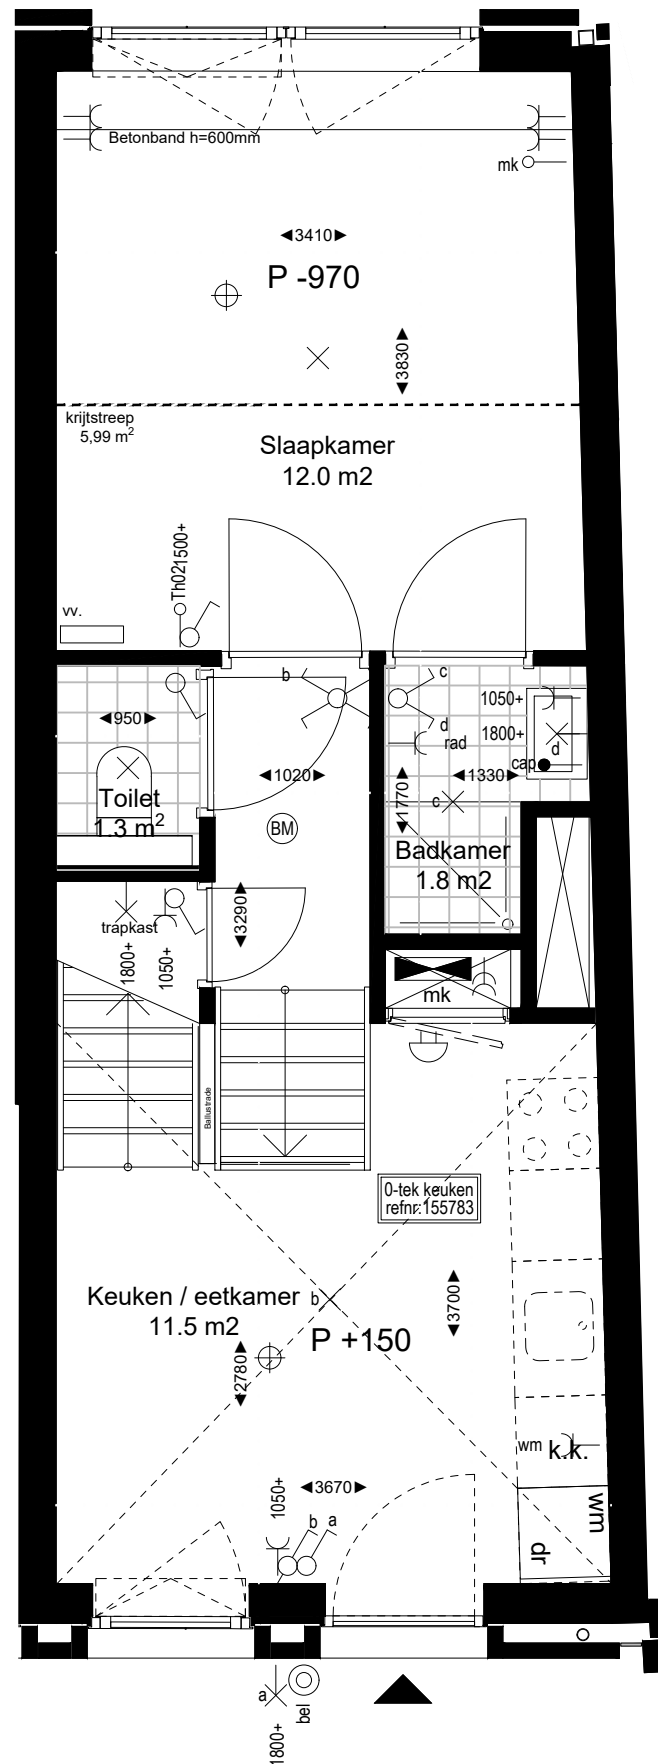 Betonband h=600mm
mk
3410
P -970
3830
krijtstreep
5,99 m²
Slaapkamer
12.0 m2
Th02
1500+
vv.
b
c
d
rad
1050+
1800+
d
cap
950
1020
1330
1770
c
Toilet
1.3 m²
BM
Badkamer
1.8 m2
3290
trapkast
1800+
1050+
mk
Ballustrade
0-tek keuken
refnr:155783
Keuken / eetkamer
11.5 m2
b
P +150
3700
2780
wm
k.k.
wm
dr
1050+
3670
b
a
a
bel
1800+